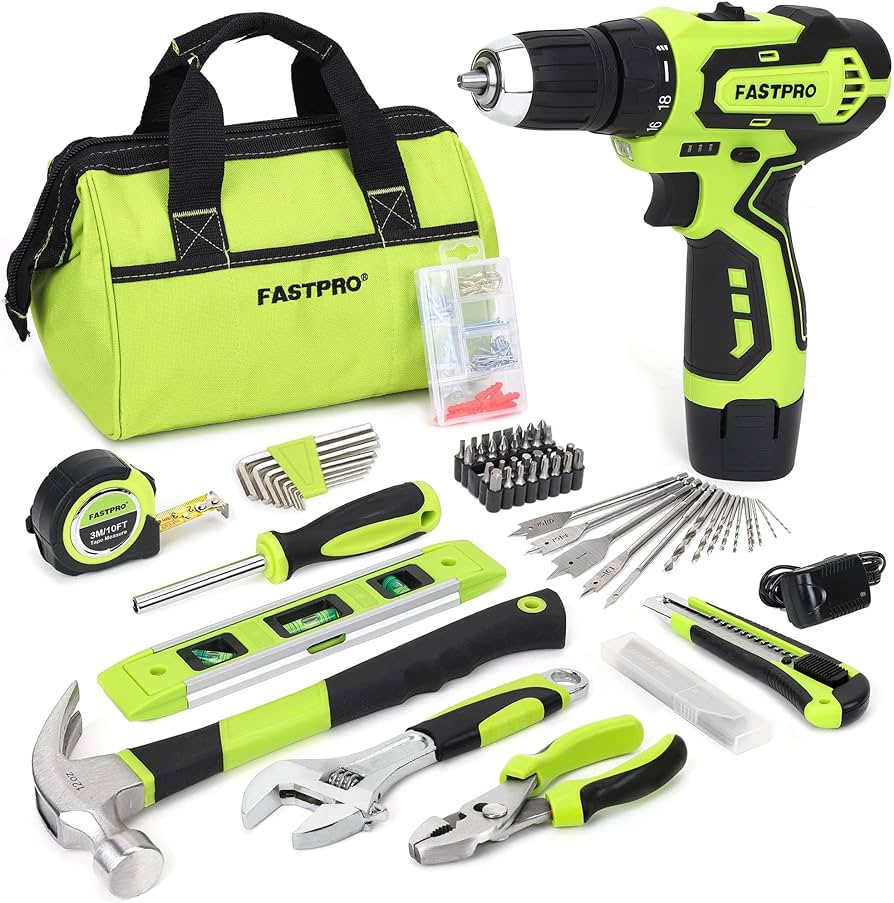 FASTPRO
16 18
FASTPRO®
FASTPRO®
3M/10FT
Tape Measure
12OZ